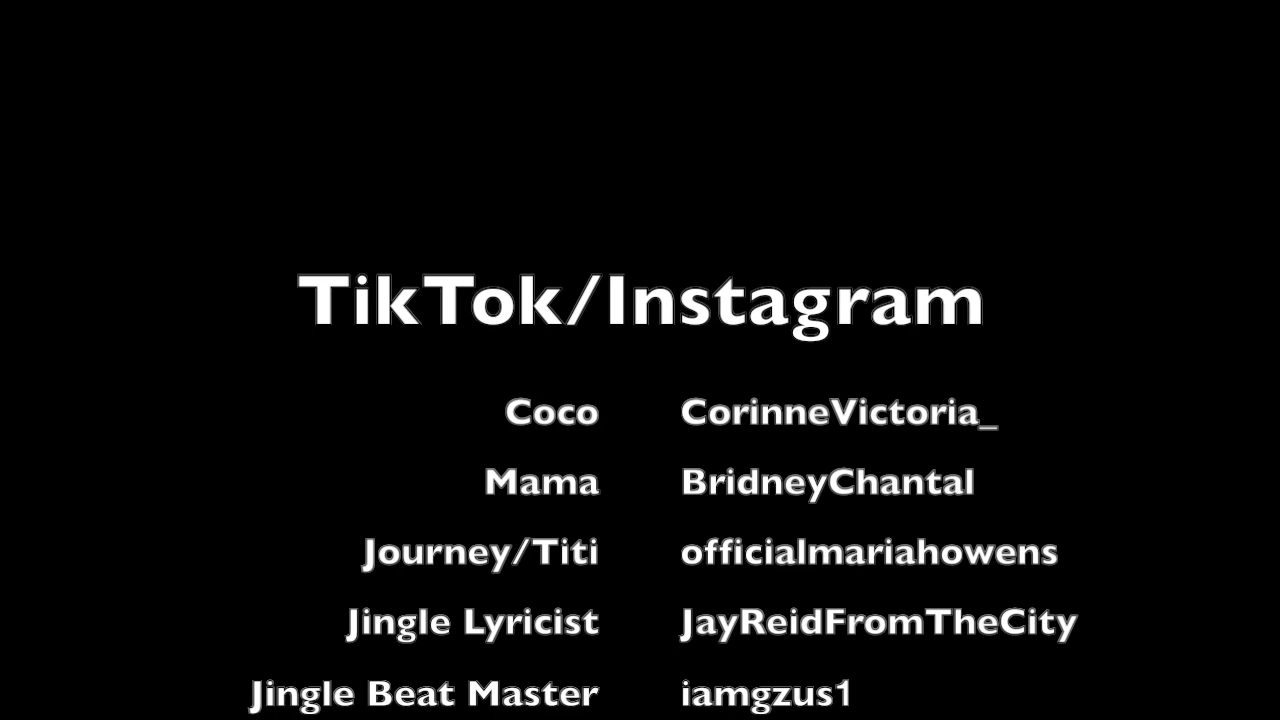 TikTok/Instagram
Coco CorinneVictoria_
Mama BridneyChantal
Journey/Titi officialmariahowens
Jingle Lyricist JayReidFromTheCity
Jingle Beat Master iamgzus1